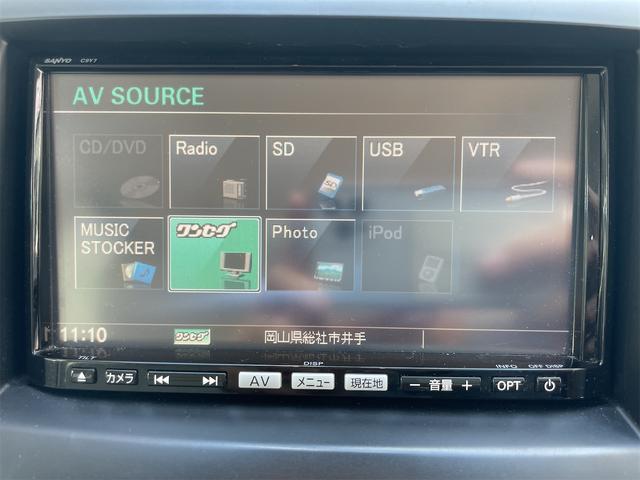 SANYO C9Y7
AV SOURCE
CD/DVD Radio SD USB VTR
MUSIC STOCKER ワンセグ Photo iPod
11:10 ワンセグ 岡山県総社市井手
TILT DISP INFO OFF DISP
カメラ AV メニュー 現在地 − 音量 + OPT